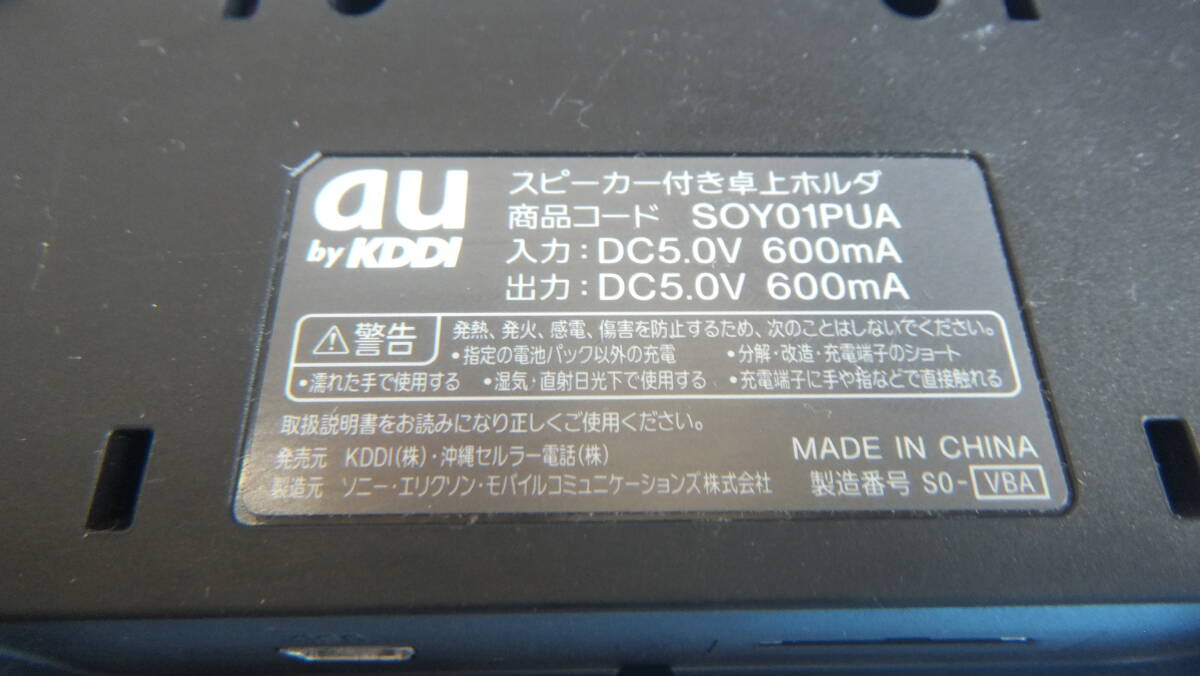 au
by KDDI
スピーカー付き卓上ホルダ
商品コード SOY01PUA
入力:DC5.0V 600mA
出力:DC5.0V 600mA
警告
発熱、発火、感電、傷害を防止するため、次のことはしないでください。
・指定の電池パック以外の充電 ・分解・改造・充電端子のショート
・濡れた手で使用する ・湿気・直射日光下で使用する ・充電端子に手や指などで直接触れる
取扱説明書をお読みになり正しくご使用ください。
発売元 KDDI(株)・沖縄セルラー電話(株)
製造元 ソニー・エリクソン・モバイルコミュニケーションズ株式会社
MADE IN CHINA
製造番号 SO-VBA